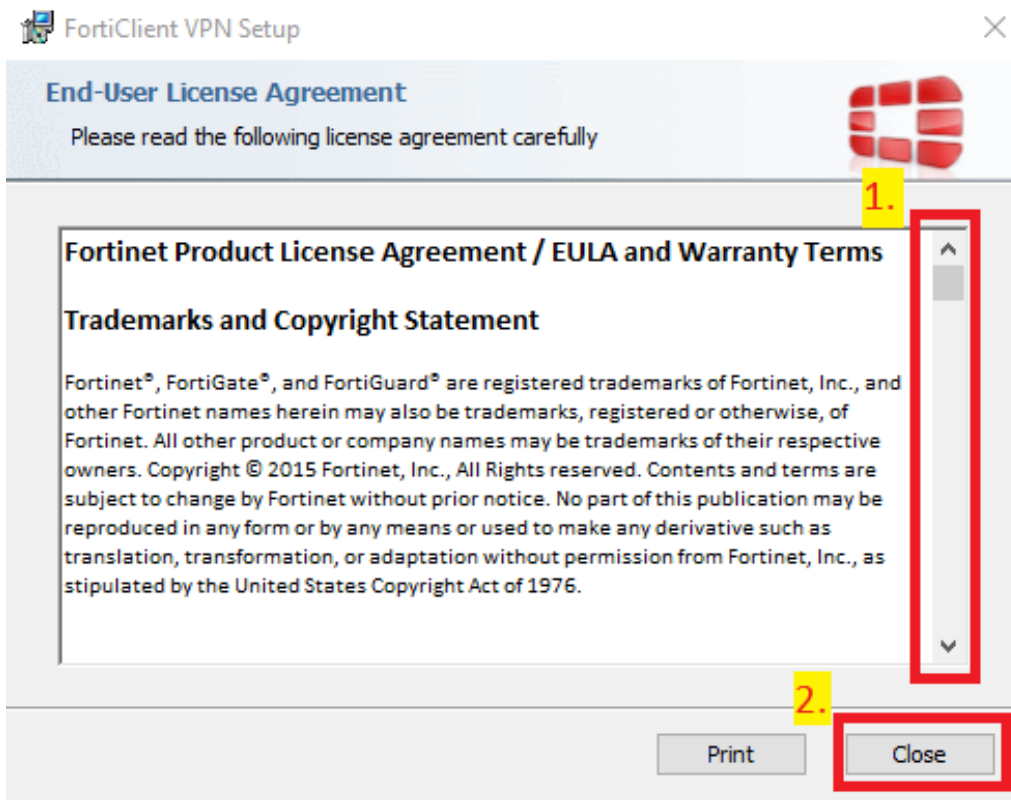 FortiClient VPN Setup
End-User License Agreement
Please read the following license agreement carefully
1.
Fortinet Product License Agreement / EULA and Warranty Terms
Trademarks and Copyright Statement
Fortinet®, FortiGate®, and FortiGuard® are registered trademarks of Fortinet, Inc., and
other Fortinet names herein may also be trademarks, registered or otherwise, of
Fortinet. All other product or company names may be trademarks of their respective
owners. Copyright © 2015 Fortinet, Inc., All Rights reserved. Contents and terms are
subject to change by Fortinet without prior notice. No part of this publication may be
reproduced in any form or by any means or used to make any derivative such as
translation, transformation, or adaptation without permission from Fortinet, Inc., as
stipulated by the United States Copyright Act of 1976.
2.
Print
Close